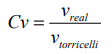 Cv = v_real / v_torricelli